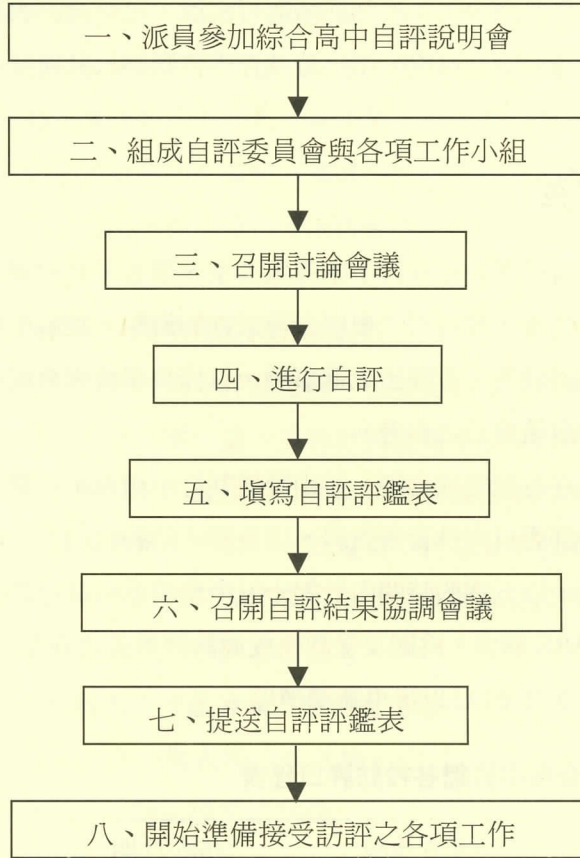 一、派員參加綜合高中自評說明會
二、組成自評委員會與各項工作小組
三、召開討論會議
四、進行自評
五、填寫自評評鑑表
六、召開自評結果協調會議
七、提送自評評鑑表
八、開始準備接受訪評之各項工作